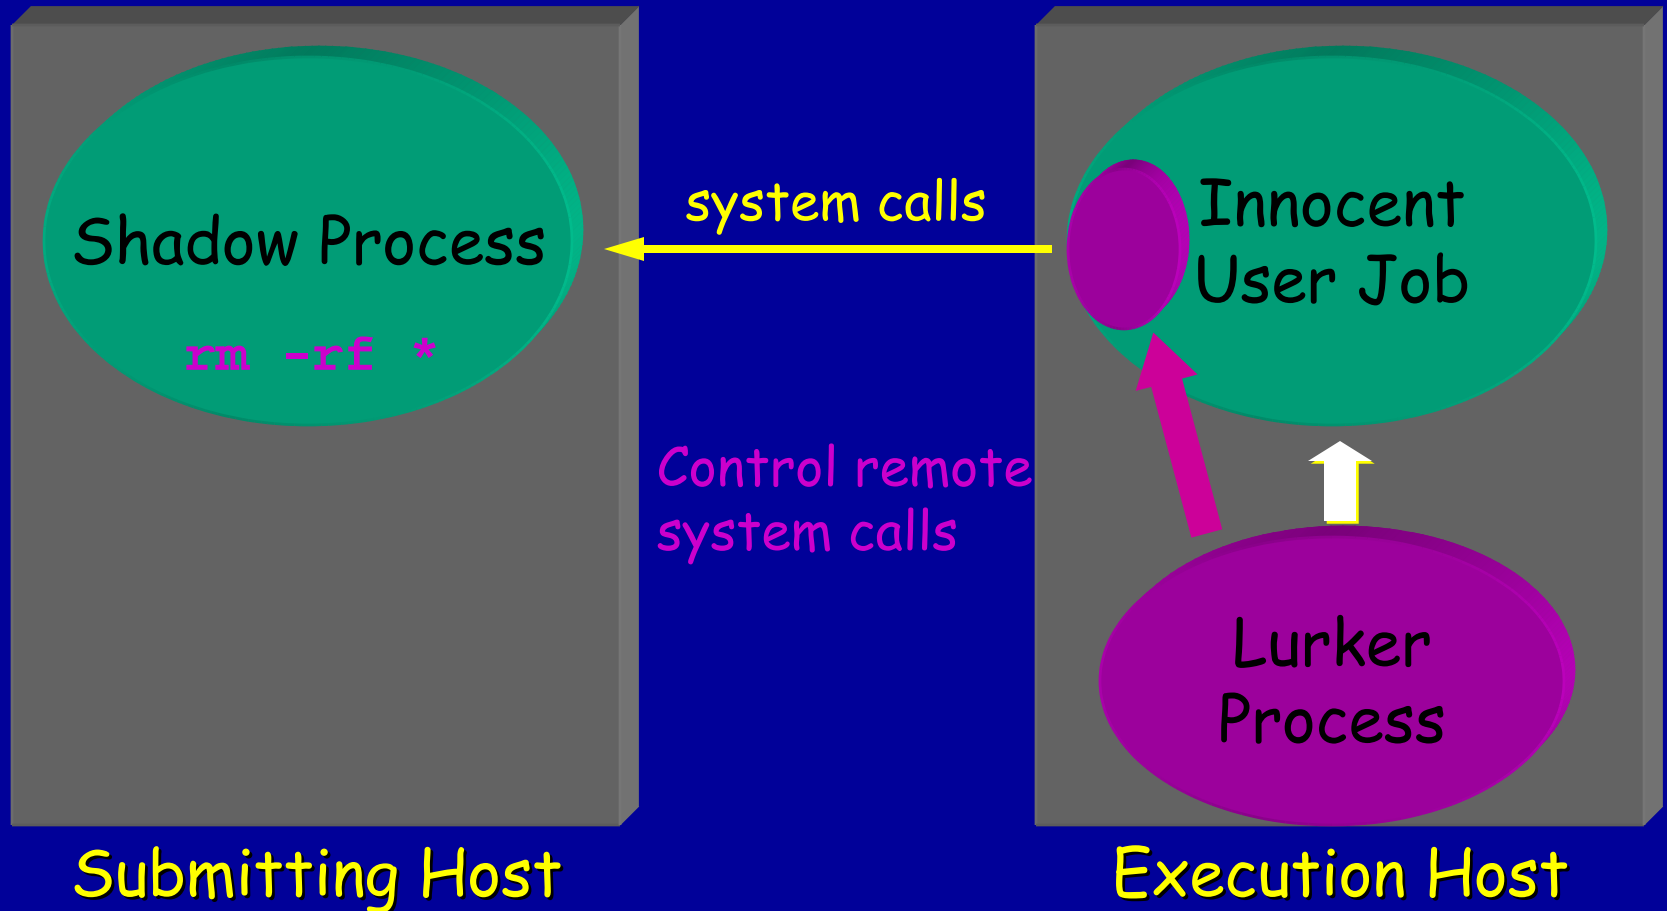 system calls
Shadow Process
rm -rf *
Innocent
User Job
Control remote
system calls
Lurker
Process
Submitting Host
Execution Host